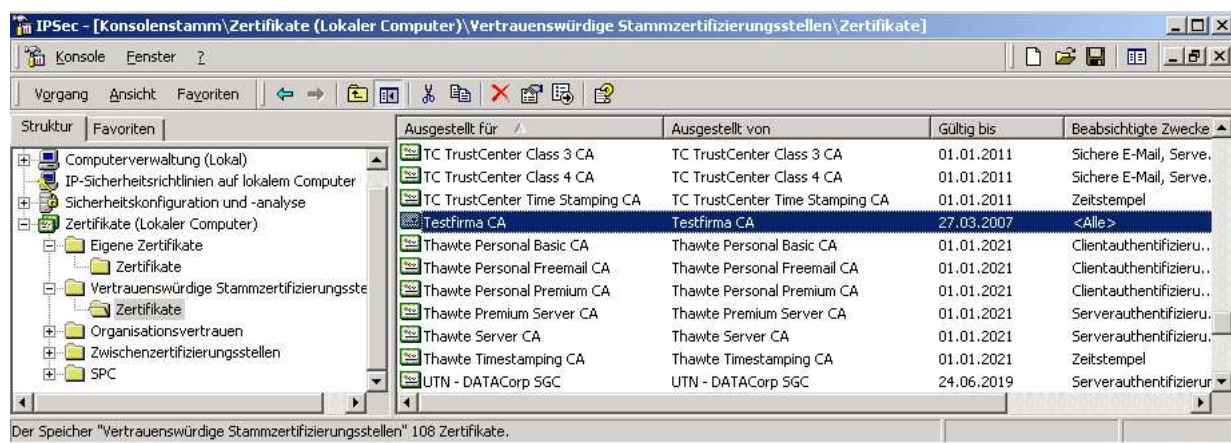 IPSec - [Konsolenstamm\Zertifikate (Lokaler Computer)\Vertrauenswürdige Stammzertifizierungsstellen\Zertifikate]
Konsole Fenster ?
Vorgang Ansicht Favoriten
Struktur Favoriten
Computerverwaltung (Lokal)
IP-Sicherheitsrichtlinien auf lokalem Computer
Sicherheitskonfiguration und -analyse
Zertifikate (Lokaler Computer)
Eigene Zertifikate
Zertifikate
Vertrauenswürdige Stammzertifizierungsste
Zertifikate
Organisationsvertrauen
Zwischenzertifizierungsstellen
SPC
Ausgestellt für Ausgestellt von Gültig bis Beabsichtigte Zwecke
TC TrustCenter Class 3 CA TC TrustCenter Class 3 CA 01.01.2011 Sichere E-Mail, Serve.
TC TrustCenter Class 4 CA TC TrustCenter Class 4 CA 01.01.2011 Sichere E-Mail, Serve.
TC TrustCenter Time Stamping CA TC TrustCenter Time Stamping CA 01.01.2011 Zeitstempel
Testfirma CA Testfirma CA 27.03.2007 <Alle>
Thawte Personal Basic CA Thawte Personal Basic CA 01.01.2021 Clientauthentifizieru..
Thawte Personal Freemail CA Thawte Personal Freemail CA 01.01.2021 Clientauthentifizieru..
Thawte Personal Premium CA Thawte Personal Premium CA 01.01.2021 Clientauthentifizieru..
Thawte Premium Server CA Thawte Premium Server CA 01.01.2021 Serverauthentifizieru.
Thawte Server CA Thawte Server CA 01.01.2021 Serverauthentifizieru.
Thawte Timestamping CA Thawte Timestamping CA 01.01.2021 Zeitstempel
UTN - DATACorp SGC UTN - DATACorp SGC 24.06.2019 Serverauthentifizierur
Der Speicher "Vertrauenswürdige Stammzertifizierungsstellen" 108 Zertifikate.